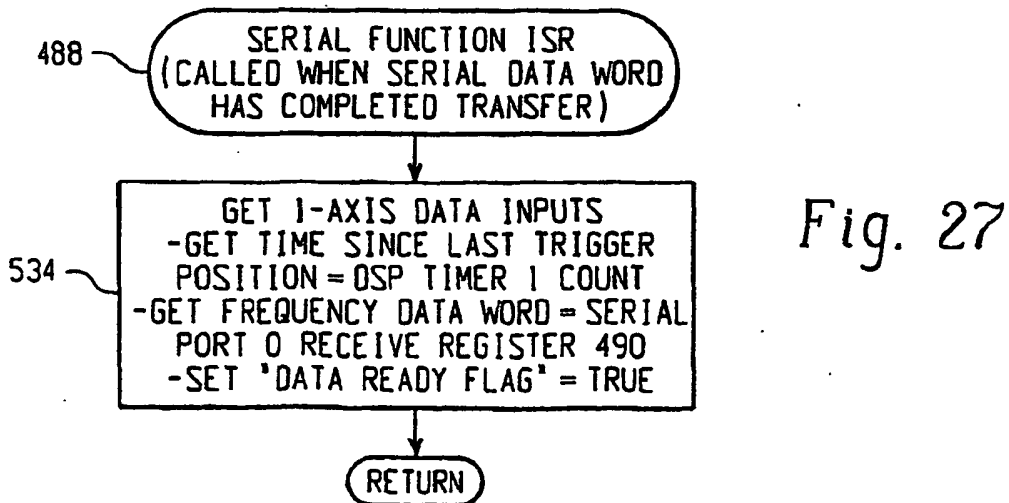 488
SERIAL FUNCTION ISR
(CALLED WHEN SERIAL DATA WORD
HAS COMPLETED TRANSFER)
534
GET 1-AXIS DATA INPUTS
-GET TIME SINCE LAST TRIGGER
POSITION = DSP TIMER 1 COUNT
-GET FREQUENCY DATA WORD = SERIAL
PORT 0 RECEIVE REGISTER 490
-SET "DATA READY FLAG" = TRUE
RETURN
Fig. 27